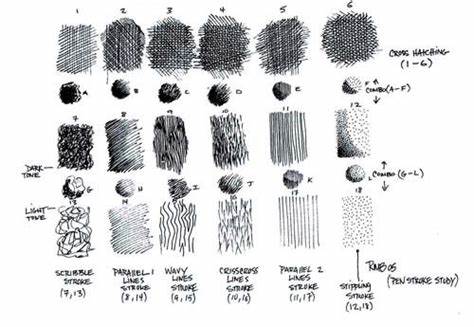 1 2 3 4 5 6
CROSS HATCHING
(1-6)
A B C D E F
COMBO(A-F)
7 8 9 10 11 12
DARK
TONE
G H I J K L
COMBO(G-L)
13 14 15 16 17 18
LIGHT
TONE
SCRIBBLE
STROKE
(7,13)
PARALLEL 1
LINES
STROKE
(8,14)
WAVY
LINES
STROKE
(9,15)
CRISSCROSS
LINES
STROKE
(10,16)
PARALLEL 2
LINES
STROKE
(11,17)
STIPPLING
STROKE
(12,18)
(PEN STROKE STUDY)